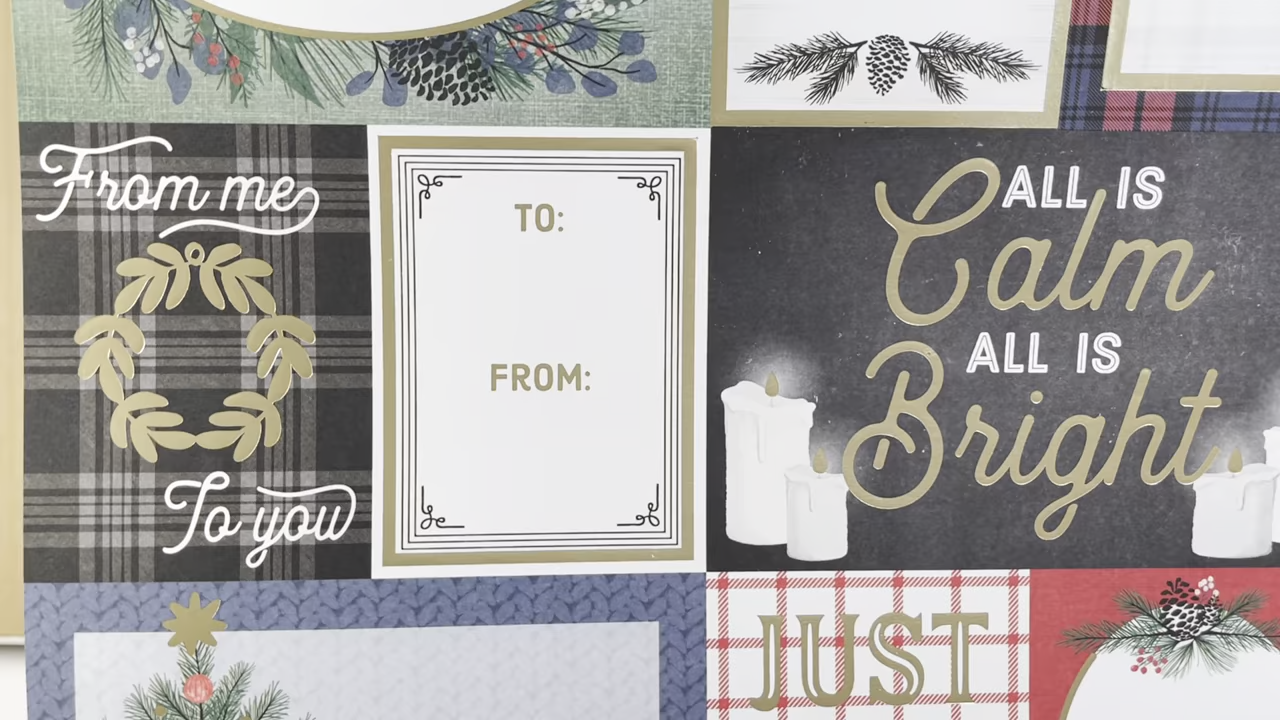 From me
To you
TO:
FROM:
ALL IS
Calm
ALL IS
Bright
JUST